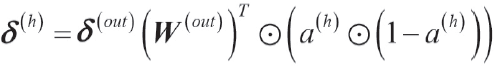 𝜹⁽ʰ⁾ = 𝜹⁽ᵒᵘᵗ⁾ (𝑾⁽ᵒᵘᵗ⁾)ᵀ ⊙ (a⁽ʰ⁾ ⊙ (1 − a⁽ʰ⁾))